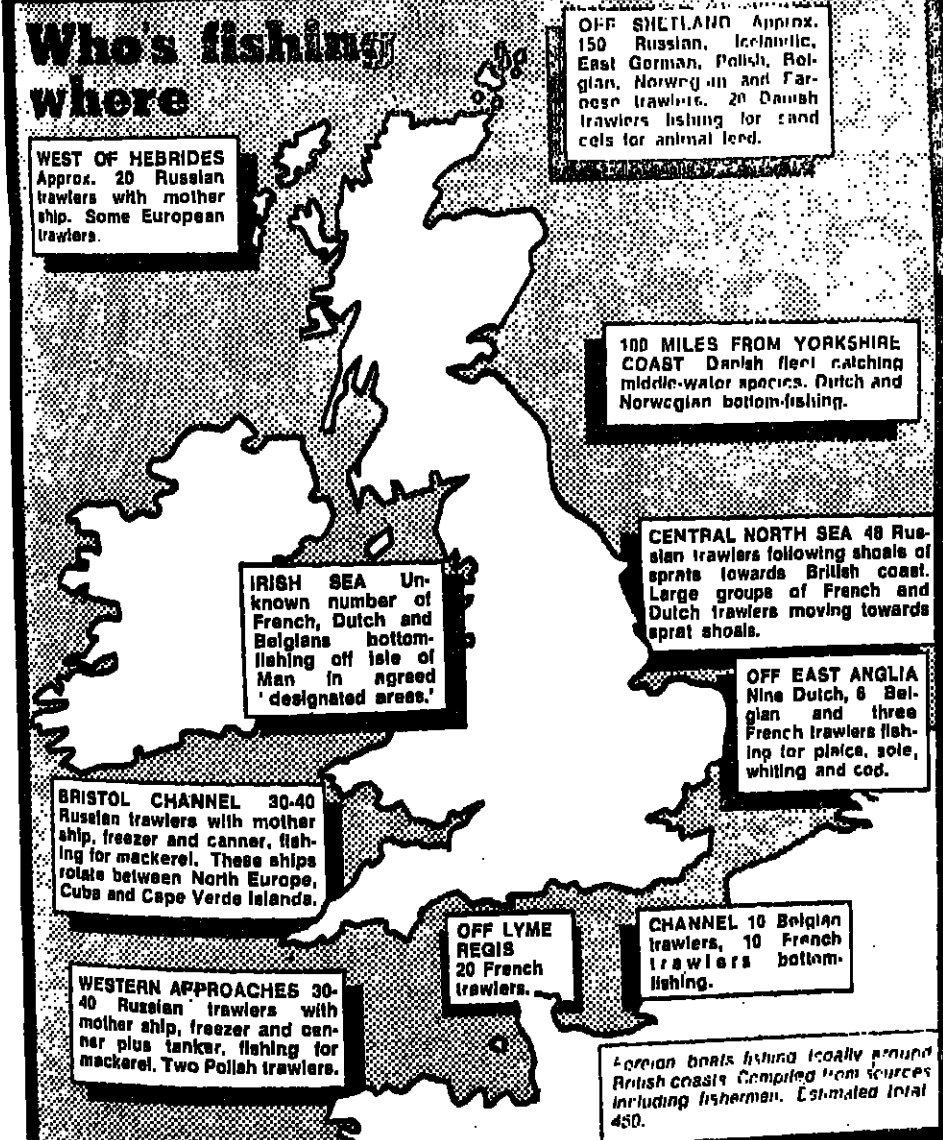 Who's fishing
where
OFF SHETLAND Approx.
150 Russian, Icelandic,
East German, Polish, Bel-
gian, Norwegian and Far-
oese trawlers. 20 Danish
trawlers fishing for sand
eels for animal feed.
WEST OF HEBRIDES
Approx. 20 Russian
trawlers with mother
ship. Some European
trawlers.
100 MILES FROM YORKSHIRE
COAST Danish fleet catching
middle-water species. Dutch and
Norwegian bottom-fishing.
CENTRAL NORTH SEA 48 Rus-
sian trawlers following shoals of
sprats towards British coast.
Large groups of French and
Dutch trawlers moving towards
sprat shoals.
IRISH SEA Un-
known number of
French, Dutch and
Belgians bottom-
fishing off Isle of
Man in agreed
'designated areas.'
OFF EAST ANGLIA
Nine Dutch, 6 Bel-
gian and three
French trawlers fish-
ing for plaice, sole,
whiting and cod.
BRISTOL CHANNEL 30-40
Russian trawlers with mother
ship, freezer and canner, fish-
ing for mackerel. These ships
rotate between North Europe,
Cuba and Cape Verde Islands.
OFF LYME
REGIS
20 French
trawlers.
CHANNEL 10 Belgian
trawlers, 10 French
trawlers bottom-
fishing.
WESTERN APPROACHES 30-
40 Russian trawlers with
mother ship, freezer and can-
ner plus tanker, fishing for
mackerel. Two Polish trawlers.
Foreign boats fishing legally around
British coasts. Compiled from sources
including fishermen. Estimated total
450.